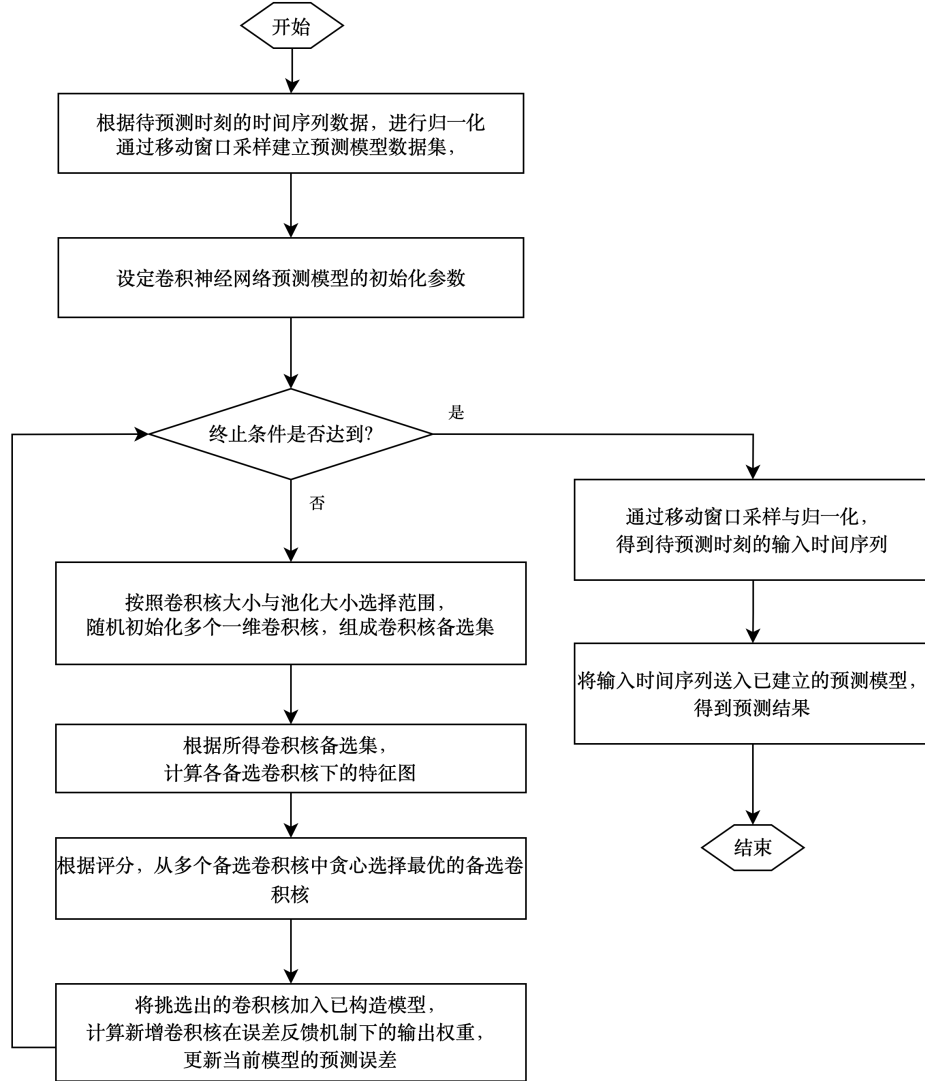 开始
根据待预测时刻的时间序列数据，进行归一化
通过移动窗口采样建立预测模型数据集，
设定卷积神经网络预测模型的初始化参数
终止条件是否达到?
是
否
按照卷积核大小与池化大小选择范围，
随机初始化多个一维卷积核，组成卷积核备选集
根据所得卷积核备选集，
计算各备选卷积核下的特征图
根据评分，从多个备选卷积核中贪心选择最优的备选卷
积核
将挑选出的卷积核加入已构造模型，
计算新增卷积核在误差反馈机制下的输出权重，
更新当前模型的预测误差
通过移动窗口采样与归一化，
得到待预测时刻的输入时间序列
将输入时间序列送入已建立的预测模型，
得到预测结果
结束